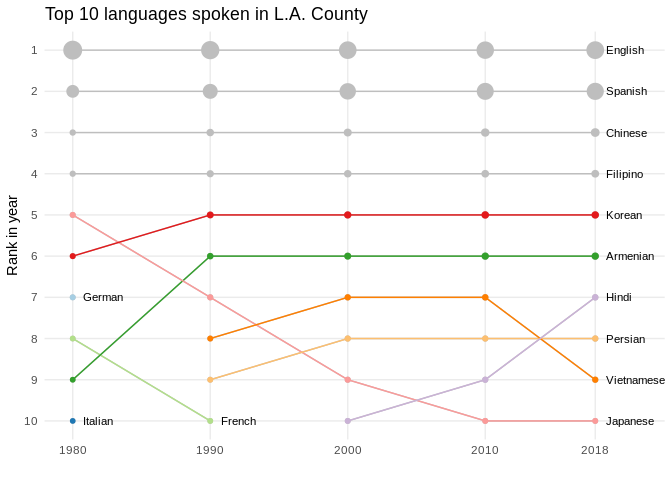 Top 10 languages spoken in L.A. County
Rank in year
1
English
2
Spanish
3
Chinese
4
Filipino
5
Korean
6
Armenian
7
German
Hindi
8
Persian
9
Vietnamese
10
Italian
French
Japanese
1980 1990 2000 2010 2018